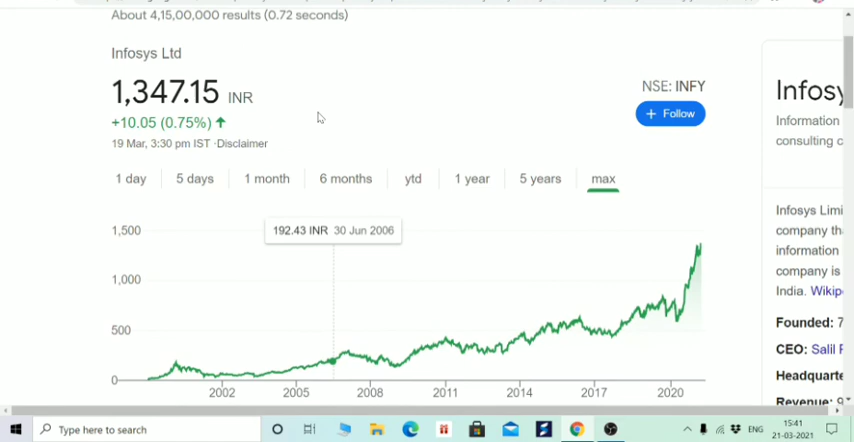 About 4,15,00,000 results (0.72 seconds)
Infosys Ltd
1,347.15 INR
+10.05 (0.75%)
19 Mar, 3:30 pm IST · Disclaimer
NSE: INFY
+ Follow
1 day 5 days 1 month 6 months ytd 1 year 5 years max
192.43 INR 30 Jun 2006
1,500
1,000
500
0
2002 2005 2008 2011 2014 2017 2020
Information
consulting c
Infosys Limi
company tha
information
company is
India. Wikip
Founded: 7
CEO: Salil
Headquarte
Revenue: 9
Type here to search
ENG
15:41
21-03-2021